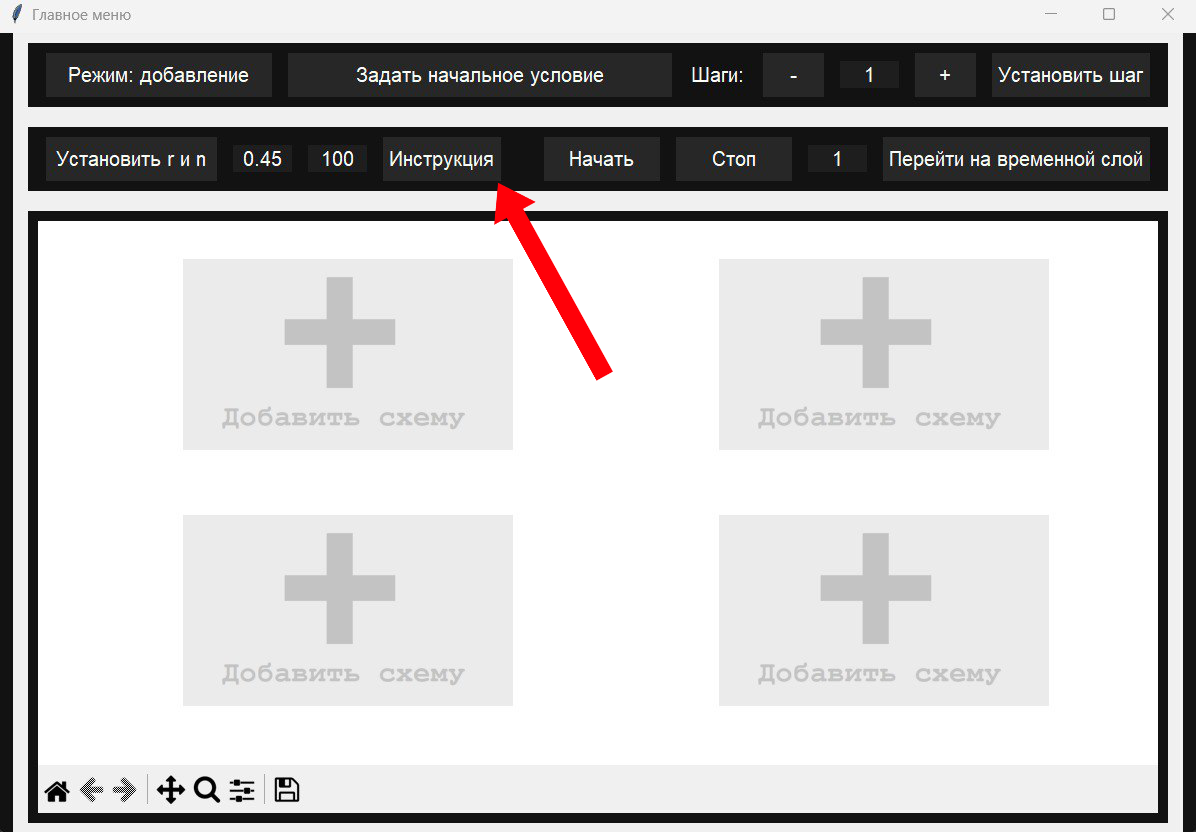 Главное меню
Режим: добавление Задать начальное условие Шаги: - 1 + Установить шаг
Установить r и n 0.45 100 Инструкция Начать Стоп 1 Перейти на временной слой
Добавить схему Добавить схему
Добавить схему Добавить схему